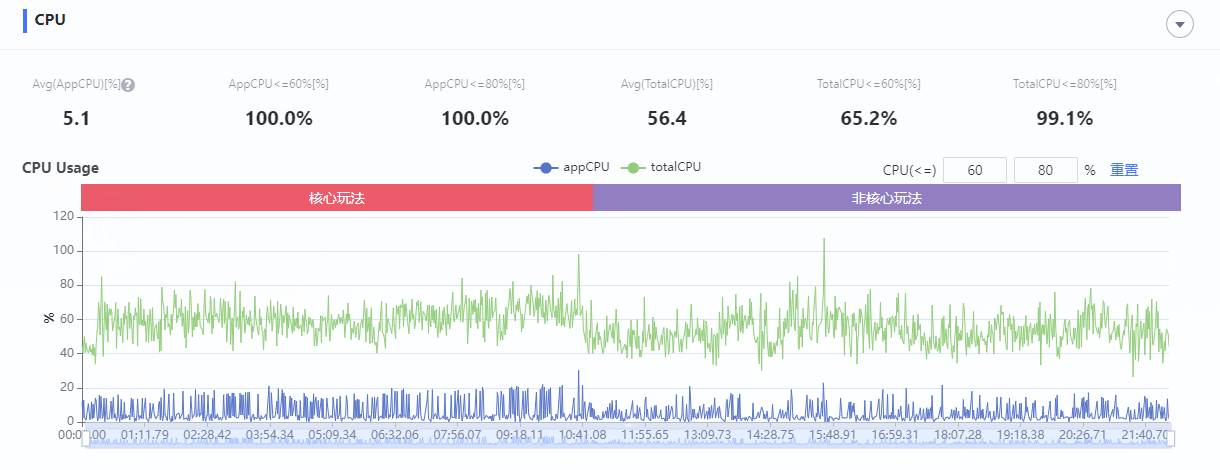 CPU
Avg(AppCPU)[%]? AppCPU<=60%[%] AppCPU<=80%[%] Avg(TotalCPU)[%] TotalCPU<=60%[%] TotalCPU<=80%[%]
5.1 100.0% 100.0% 56.4 65.2% 99.1%
CPU Usage appCPU totalCPU CPU(<=) 60 80 % 重置
核心玩法 非核心玩法
120
100
80
60
%
40
20
0
00:00.00 01:11.79 02:28.42 03:54.34 05:09.34 06:32.06 07:56.07 09:18.11 10:41.08 11:55.65 13:09.73 14:28.75 15:48.91 16:59.31 18:07.28 19:18.38 20:26.71 21:40.70